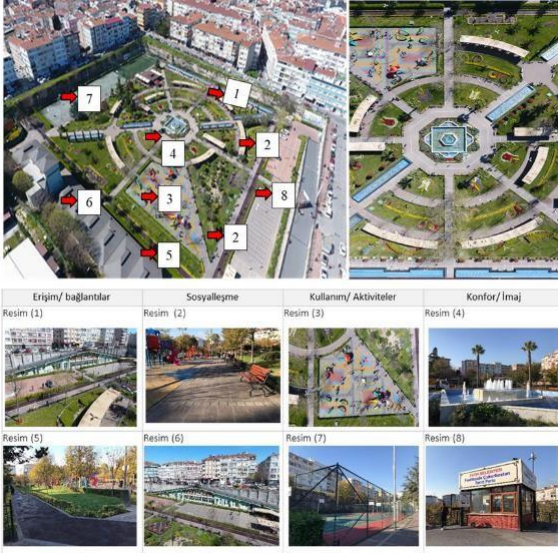 1
7
4
2
6
3
8
2
5
Erişim/ bağlantılar
Sosyalleşme
Kullanım/ Aktiviteler
Konfor/ İmaj
Resim (1)
Resim (2)
Resim (3)
Resim (4)
Resim (5)
Resim (6)
Resim (7)
Resim (8)